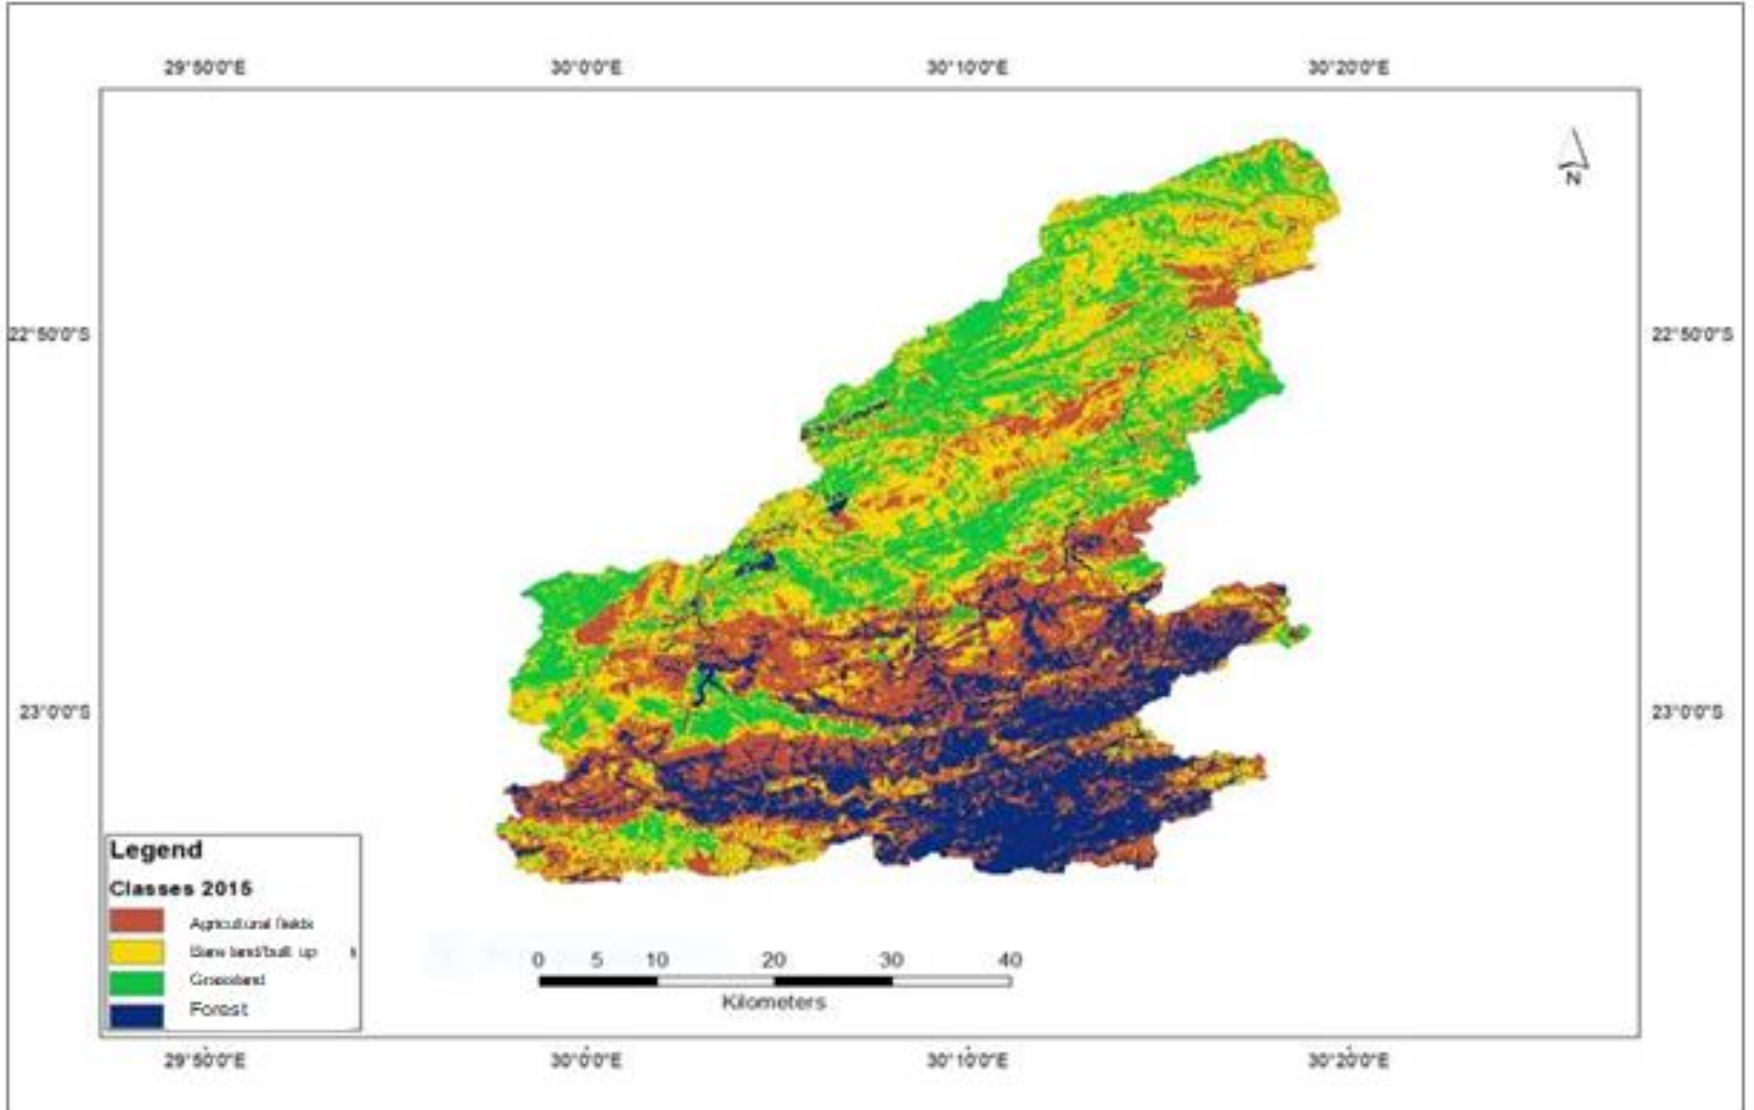 29°50'0"E 30°0'0"E 30°10'0"E 30°20'0"E
N
22°50'0"S 22°50'0"S
23°0'0"S 23°0'0"S
Legend
Classes 2015
Agricultural fields
Bare land/built up
Grassland
Forest
0 5 10 20 30 40
Kilometers
29°50'0"E 30°0'0"E 30°10'0"E 30°20'0"E